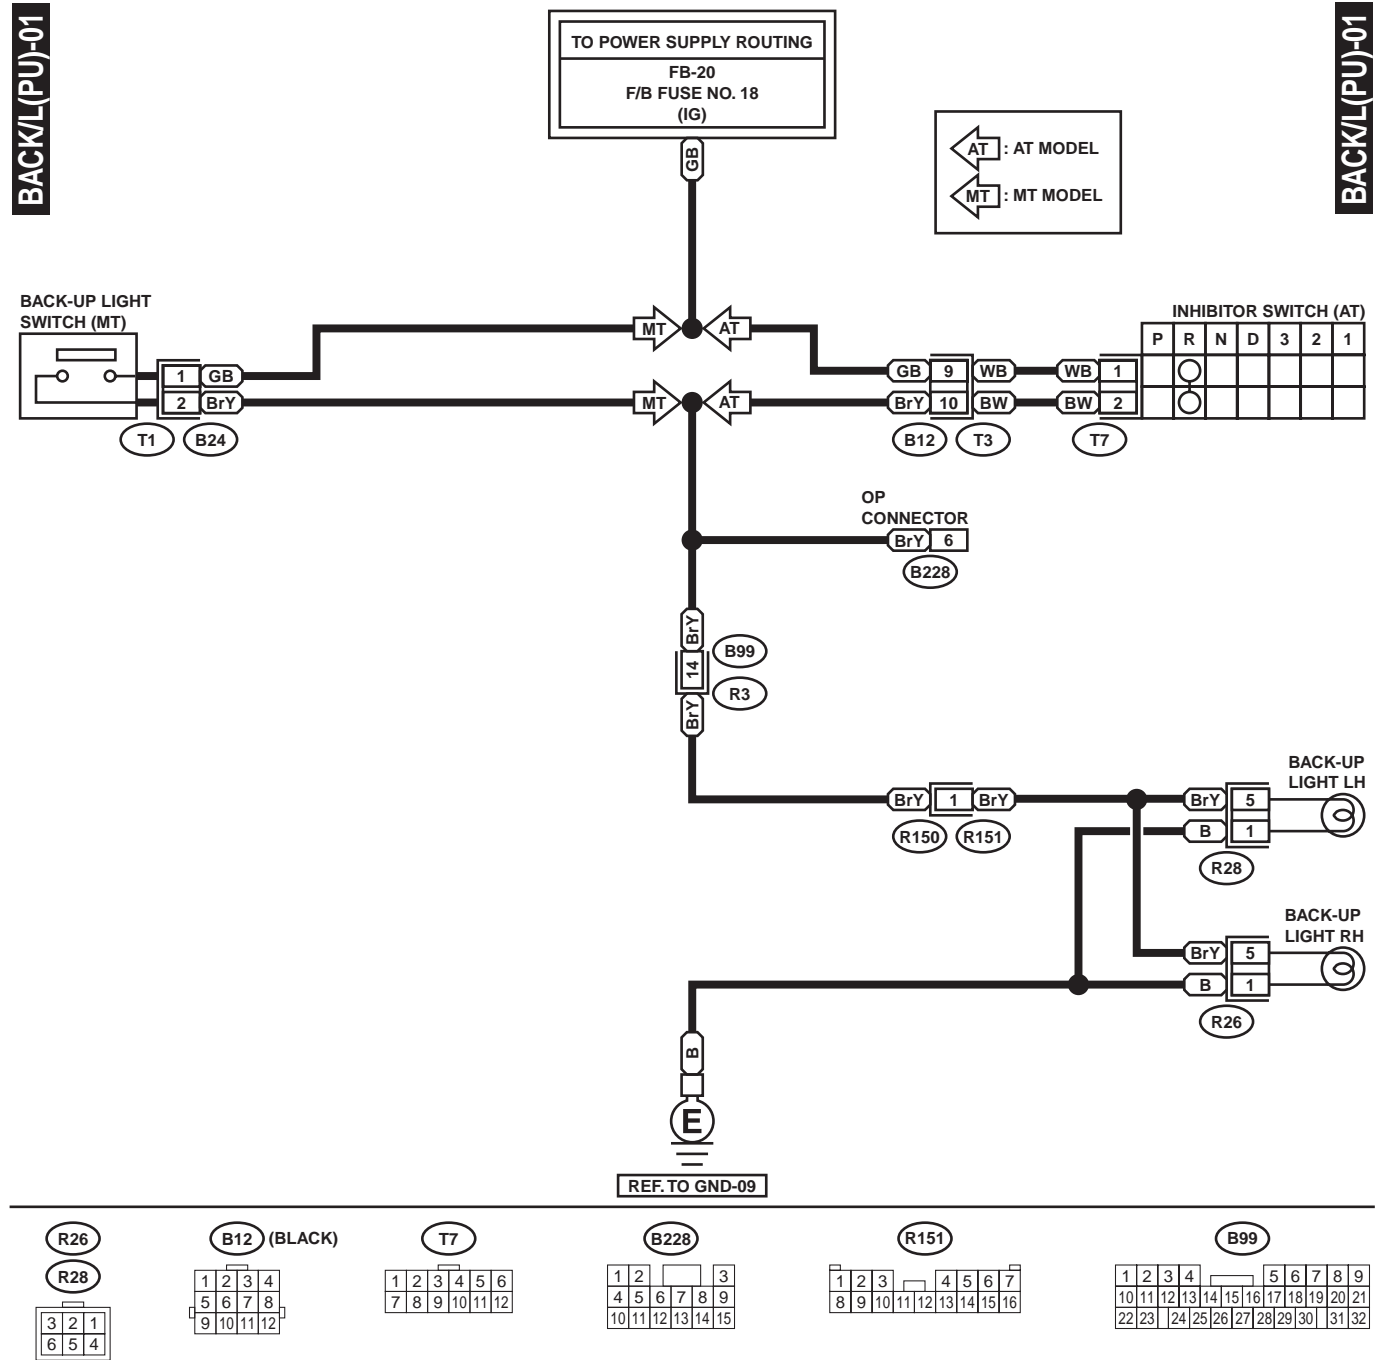 BACK/L(PU)-01
BACK/L(PU)-01
TO POWER SUPPLY ROUTING
FB-20
F/B FUSE NO. 18
(IG)
GB
AT : AT MODEL
MT : MT MODEL
BACK-UP LIGHT
SWITCH (MT)
1 GB
2 BrY
T1 B24
MT AT
MT AT
INHIBITOR SWITCH (AT)
P R N D 3 2 1
GB 9 WB WB 1
BrY 10 BW BW 2
B12 T3 T7
OP
CONNECTOR
BrY 6
B228
BrY
14
BrY
B99
R3
BrY 1 BrY
R150 R151
BACK-UP
LIGHT LH
BrY 5
B 1
R28
BACK-UP
LIGHT RH
BrY 5
B 1
R26
B
E
REF. TO GND-09
R26
R28
3 2 1
6 5 4
B12 (BLACK)
1 2 3 4
5 6 7 8
9 10 11 12
T7
1 2 3 4 5 6
7 8 9 10 11 12
B228
1 2 3
4 5 6 7 8 9
10 11 12 13 14 15
R151
1 2 3 4 5 6 7
8 9 10 11 12 13 14 15 16
B99
1 2 3 4 5 6 7 8 9
10 11 12 13 14 15 16 17 18 19 20 21
22 23 24 25 26 27 28 29 30 31 32